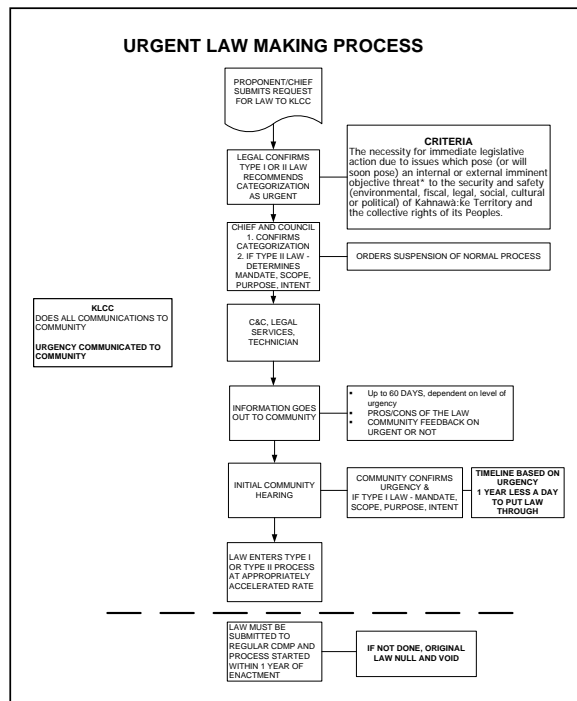 URGENT LAW MAKING PROCESS
PROPONENT/CHIEF
SUBMITS REQUEST
FOR LAW TO KLCC
LEGAL CONFIRMS
TYPE I OR II LAW
RECOMMENDS
CATEGORIZATION
AS URGENT
CRITERIA
The necessity for immediate legislative
action due to issues which pose (or will
soon pose) an internal or external imminent
objective threat* to the security and safety
(environmental, fiscal, legal, social, cultural
or political) of Kahnawà:ke Territory and
the collective rights of its Peoples.
CHIEF AND COUNCIL
1. CONFIRMS
CATEGORIZATION
2. IF TYPE II LAW -
DETERMINES
MANDATE, SCOPE,
PURPOSE, INTENT
ORDERS SUSPENSION OF NORMAL PROCESS
KLCC
DOES ALL COMMUNICATIONS TO
COMMUNITY
URGENCY COMMUNICATED TO
COMMUNITY
C&C, LEGAL
SERVICES,
TECHNICIAN
INFORMATION GOES
OUT TO COMMUNITY
• Up to 60 DAYS, dependent on level of
urgency
• PROS/CONS OF THE LAW
• COMMUNITY FEEDBACK ON
URGENT OR NOT
INITIAL COMMUNITY
HEARING
COMMUNITY CONFIRMS
URGENCY &
IF TYPE I LAW - MANDATE,
SCOPE, PURPOSE, INTENT
TIMELINE BASED ON
URGENCY
1 YEAR LESS A DAY
TO PUT LAW
THROUGH
LAW ENTERS TYPE I
OR TYPE II PROCESS
AT APPROPRIATELY
ACCELERATED RATE
LAW MUST BE
SUBMITTED TO
REGULAR CDMP AND
PROCESS STARTED
WITHIN 1 YEAR OF
ENACTMENT
IF NOT DONE, ORIGINAL
LAW NULL AND VOID